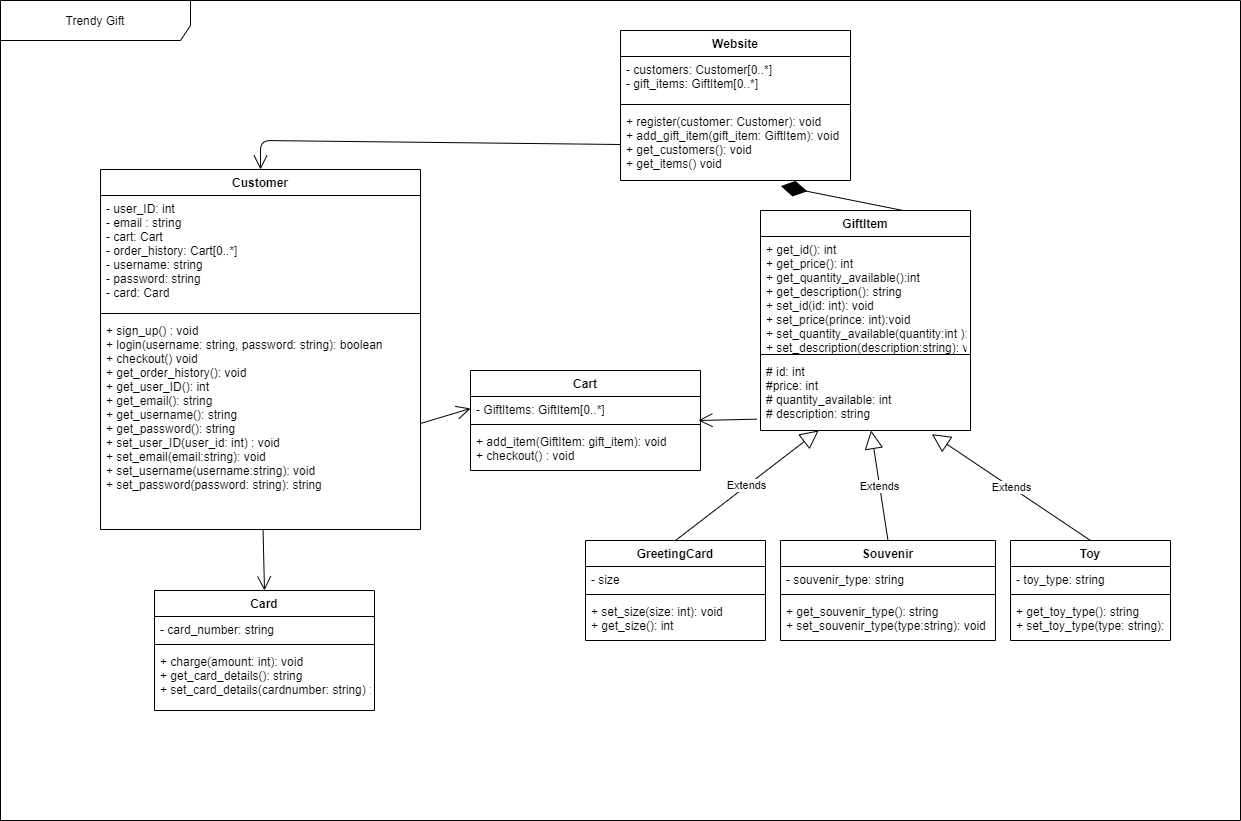 Trendy Gift
Website
- customers: Customer[0..*]
- gift_items: GiftItem[0..*]
+ register(customer: Customer): void
+ add_gift_item(gift_item: GiftItem): void
+ get_customers(): void
+ get_items() void
Customer
- user_ID: int
- email : string
- cart: Cart
- order_history: Cart[0..*]
- username: string
- password: string
- card: Card
+ sign_up() : void
+ login(username: string, password: string): boolean
+ checkout() void
+ get_order_history(): void
+ get_user_ID(): int
+ get_email(): string
+ get_username(): string
+ get_password(): string
+ set_user_ID(user_id: int) : void
+ set_email(email:string): void
+ set_username(username:string): void
+ set_password(password: string): string
GiftItem
+ get_id(): int
+ get_price(): int
+ get_quantity_available():int
+ get_description(): string
+ set_id(id: int): void
+ set_price(prince: int):void
+ set_quantity_available(quantity:int ):
+ set_description(description:string):
# id: int
#price: int
# quantity_available: int
# description: string
Cart
- GiftItems: GiftItem[0..*]
+ add_item(GiftItem: gift_item): void
+ checkout() : void
Extends
Extends
Extends
GreetingCard
- size
+ set_size(size: int): void
+ get_size(): int
Souvenir
- souvenir_type: string
+ get_souvenir_type(): string
+ set_souvenir_type(type:string): void
Toy
- toy_type: string
+ get_toy_type(): string
+ set_toy_type(type: string):
Card
- card_number: string
+ charge(amount: int): void
+ get_card_details(): string
+ set_card_details(cardnumber: string)